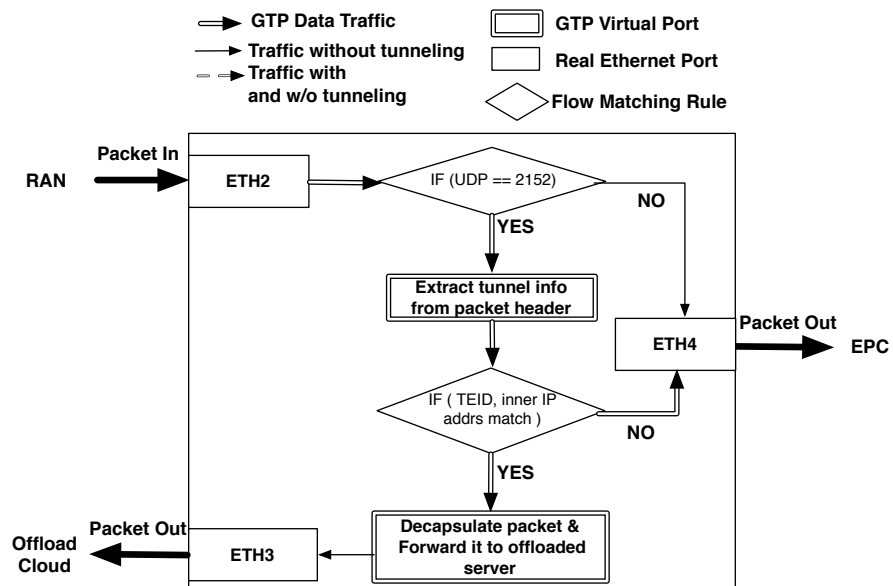 GTP Data Traffic
Traffic without tunneling
Traffic with
and w/o tunneling
GTP Virtual Port
Real Ethernet Port
Flow Matching Rule
Packet In
RAN
ETH2
IF (UDP == 2152)
NO
YES
Extract tunnel info
from packet header
ETH4
Packet Out
EPC
IF ( TEID, inner IP
addrs match )
NO
YES
Packet Out
Offload
Cloud
ETH3
Decapsulate packet &
Forward it to offloaded
server